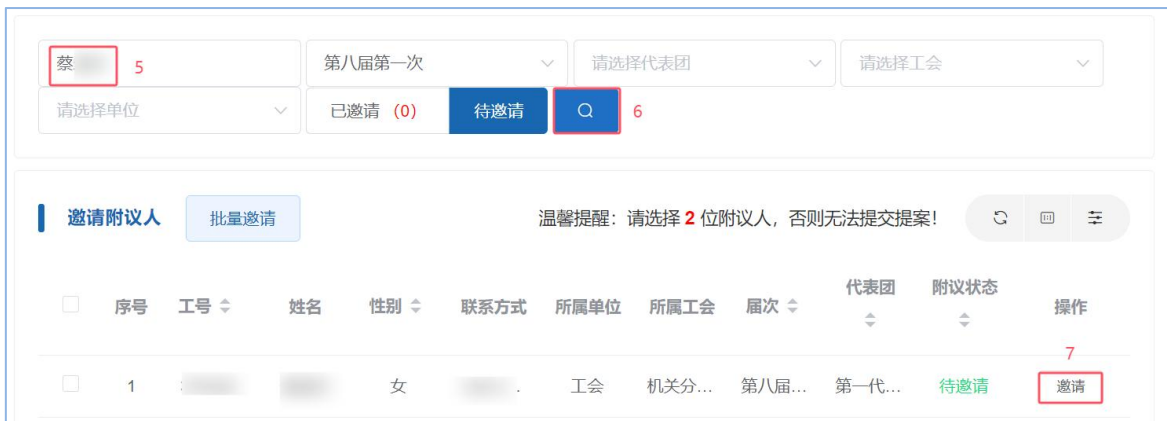 蔡 5 第八届第一次 请选择代表团 请选择工会
请选择单位 已邀请 (0) 待邀请 6
邀请附议人 批量邀请 温馨提醒：请选择 2 位附议人，否则无法提交提案！
序号 工号 姓名 性别 联系方式 所属单位 所属工会 届次 代表团 附议状态 操作
7
1 女 工会 机关分... 第八届... 第一代... 待邀请 邀请